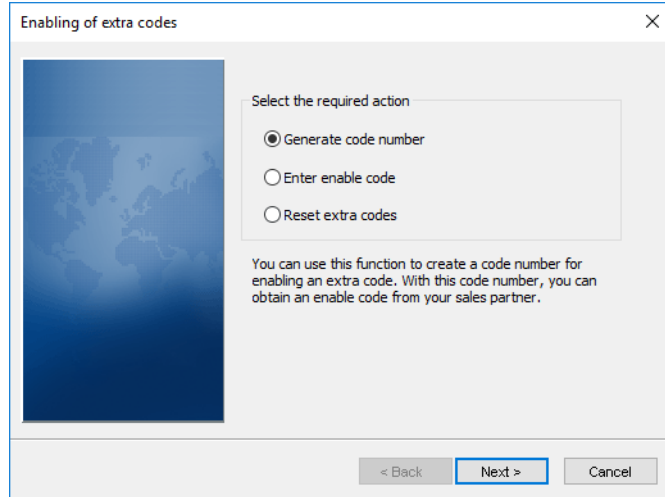 Enabling of extra codes
Select the required action
Generate code number
Enter enable code
Reset extra codes
You can use this function to create a code number for
enabling an extra code. With this code number, you can
obtain an enable code from your sales partner.
< Back
Next >
Cancel